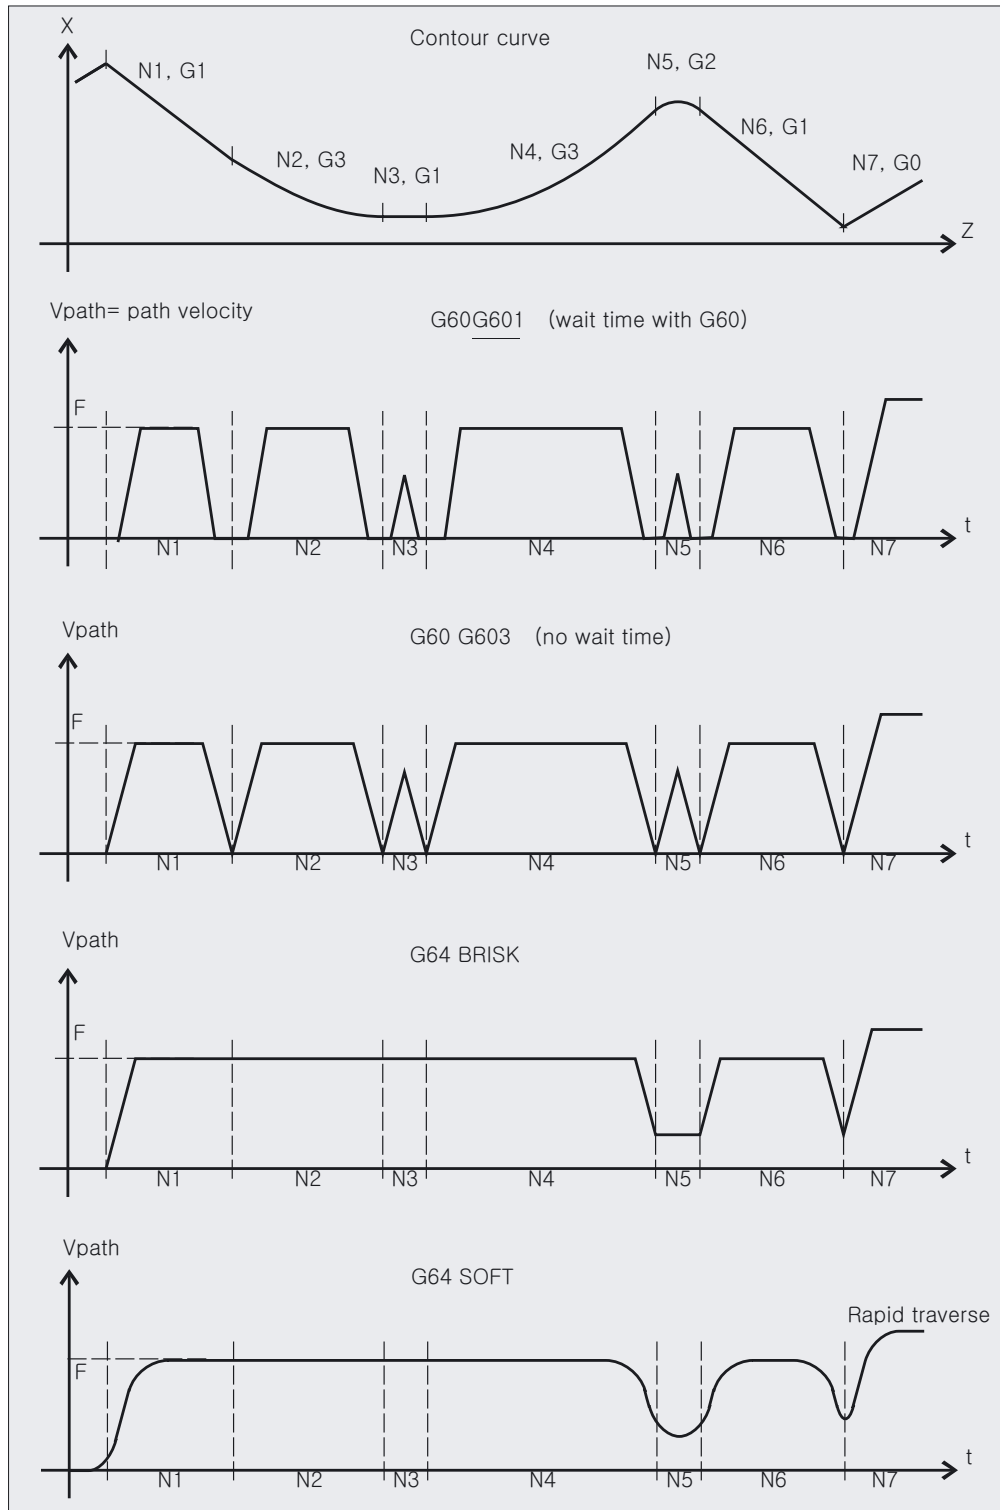 X
Contour curve
N1, G1
N2, G3
N3, G1
N4, G3
N5, G2
N6, G1
N7, G0
Z
Vpath= path velocity
G60G601 (wait time with G60)
F
t
N1 N2 N3 N4 N5 N6 N7
Vpath
G60 G603 (no wait time)
F
t
N1 N2 N3 N4 N5 N6 N7
Vpath
G64 BRISK
F
t
N1 N2 N3 N4 N5 N6 N7
Vpath
G64 SOFT
Rapid traverse
F
t
N1 N2 N3 N4 N5 N6 N7